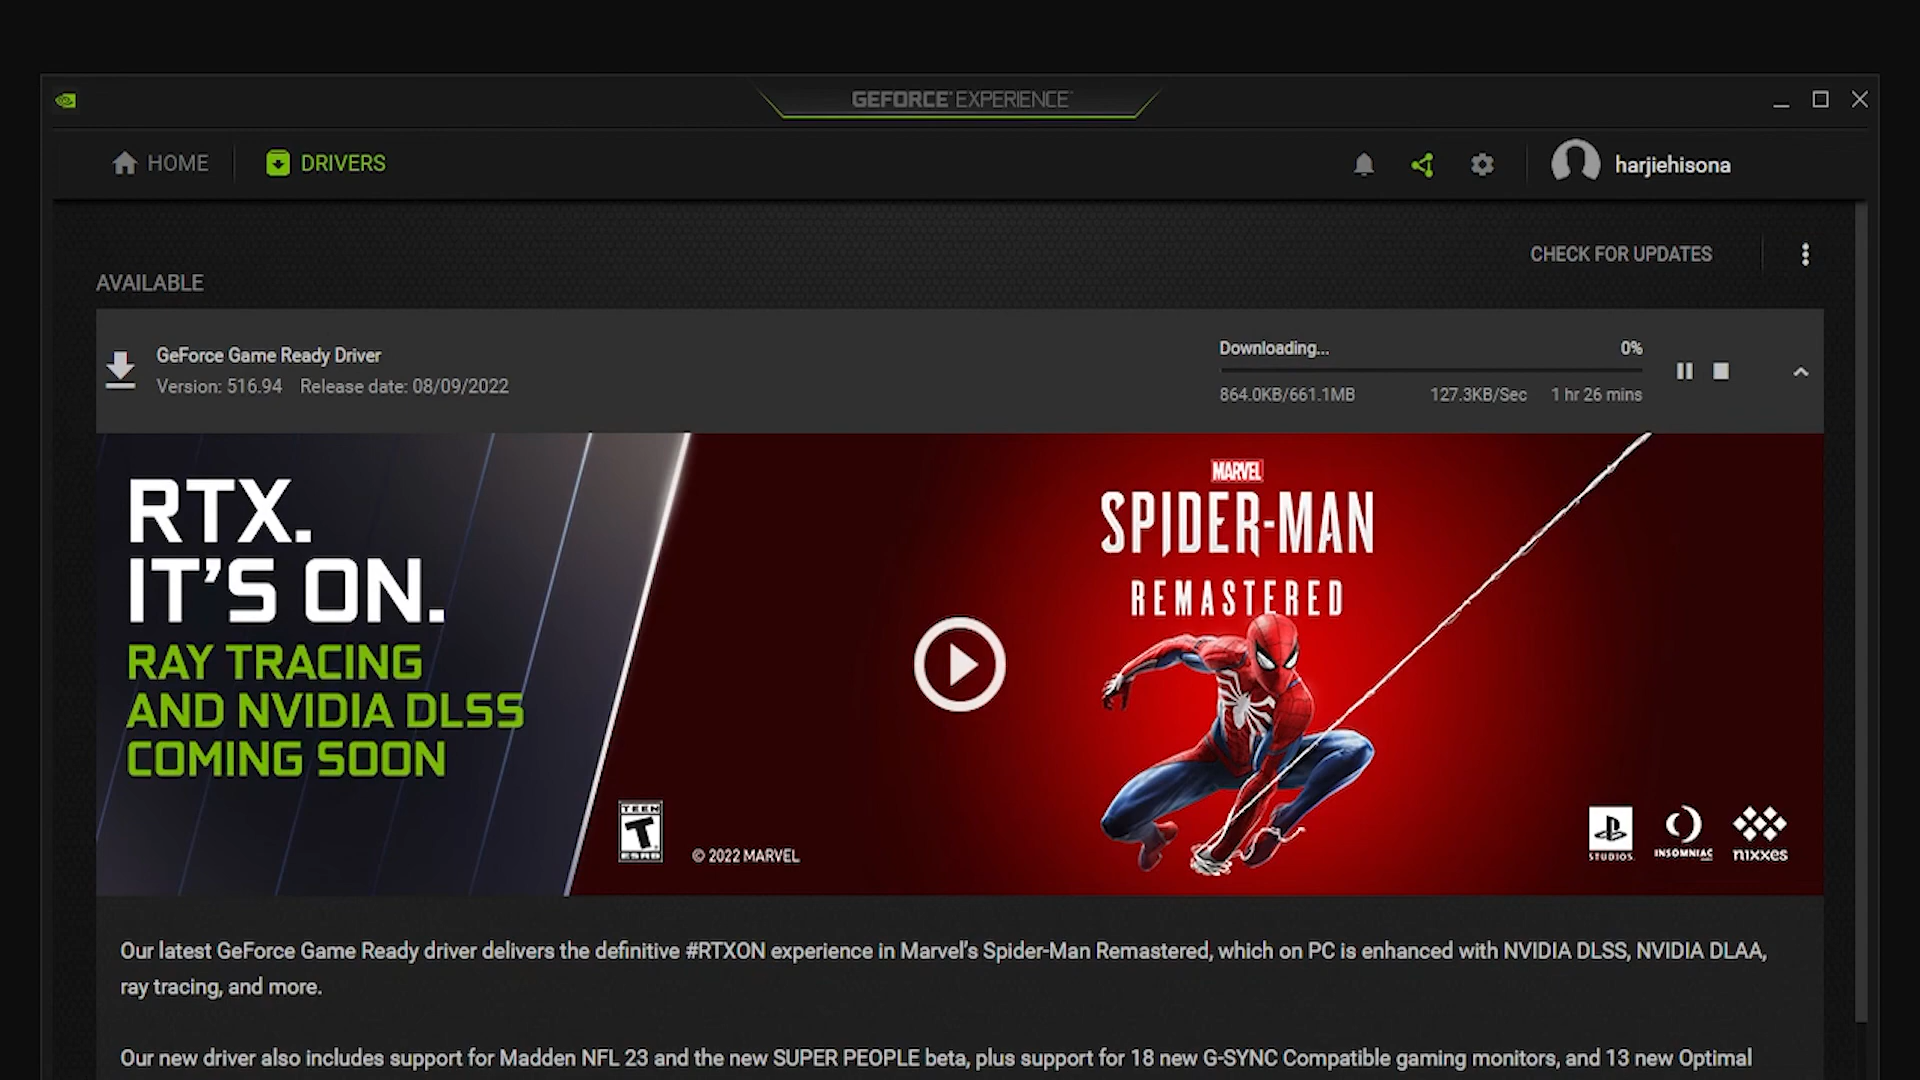 GEFORCE EXPERIENCE
HOME
DRIVERS
harjiehisona
CHECK FOR UPDATES
AVAILABLE
GeForce Game Ready Driver
Version: 516.94 Release date: 08/09/2022
Downloading... 0%
864.0KB/661.1MB 127.3KB/Sec 1 hr 26 mins
RTX.
IT'S ON.
RAY TRACING
AND NVIDIA DLSS
COMING SOON
MARVEL
SPIDER-MAN
REMASTERED
TEEN
T
ESRB
© 2022 MARVEL
STUDIOS
INSOMNIAC
nixxes
Our latest GeForce Game Ready driver delivers the definitive #RTXON experience in Marvel's Spider-Man Remastered, which on PC is enhanced with NVIDIA DLSS, NVIDIA DLAA,
ray tracing, and more.
Our new driver also includes support for Madden NFL 23 and the new SUPER PEOPLE beta, plus support for 18 new G-SYNC Compatible gaming monitors, and 13 new Optimal